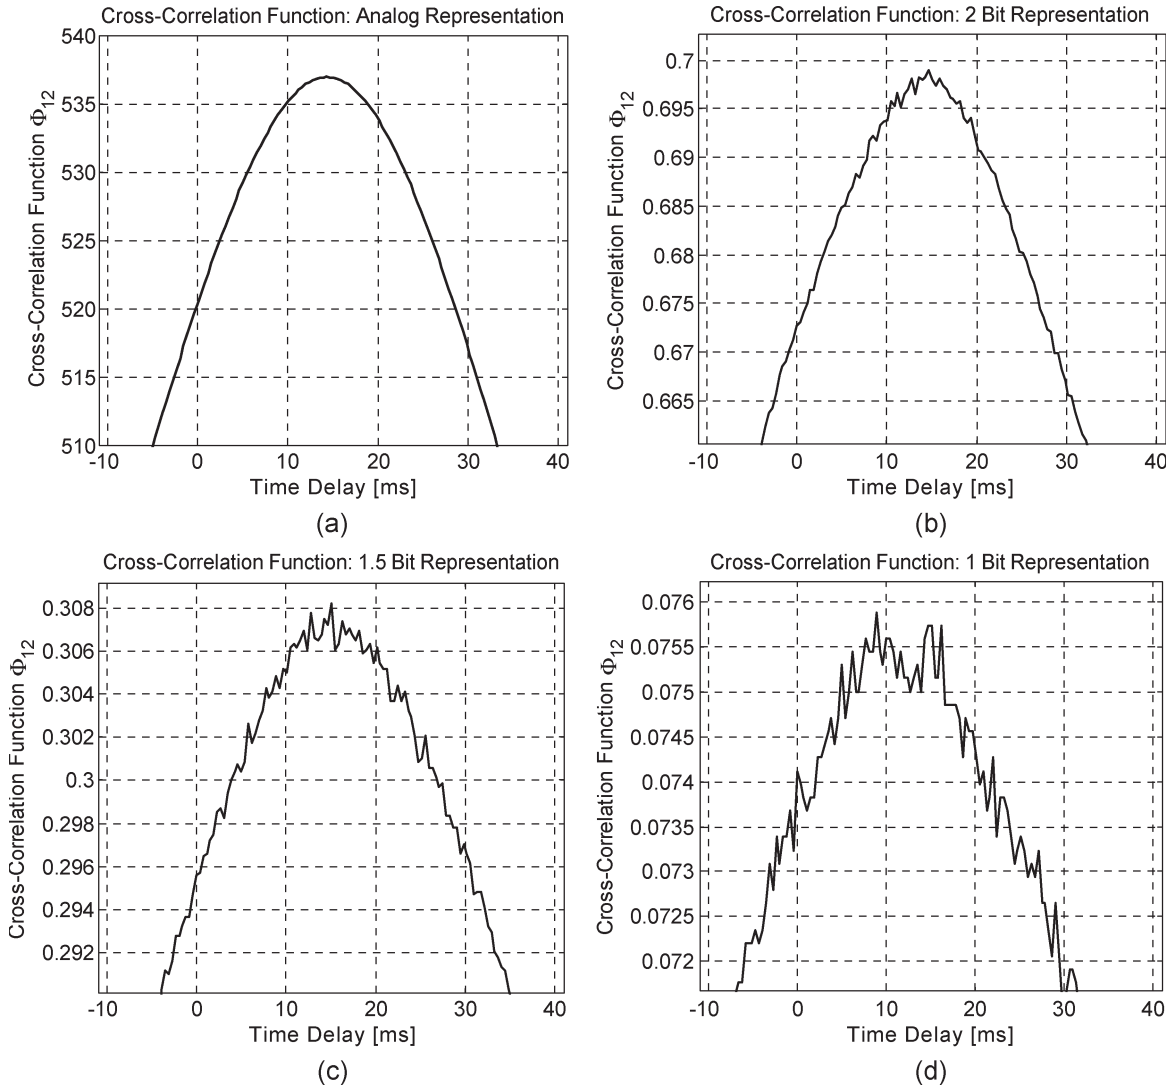 Cross-Correlation Function: Analog Representation
Cross-Correlation Function Φ12
540
535
530
525
520
515
510
-10 0 10 20 30 40
Time Delay [ms]
(a)
Cross-Correlation Function: 2 Bit Representation
Cross-Correlation Function Φ12
0.7
0.695
0.69
0.685
0.68
0.675
0.67
0.665
-10 0 10 20 30 40
Time Delay [ms]
(b)
Cross-Correlation Function: 1.5 Bit Representation
Cross-Correlation Function Φ12
0.308
0.306
0.304
0.302
0.3
0.298
0.296
0.294
0.292
-10 0 10 20 30 40
Time Delay [ms]
(c)
Cross-Correlation Function: 1 Bit Representation
Cross-Correlation Function Φ12
0.076
0.0755
0.075
0.0745
0.074
0.0735
0.073
0.0725
0.072
-10 0 10 20 30 40
Time Delay [ms]
(d)